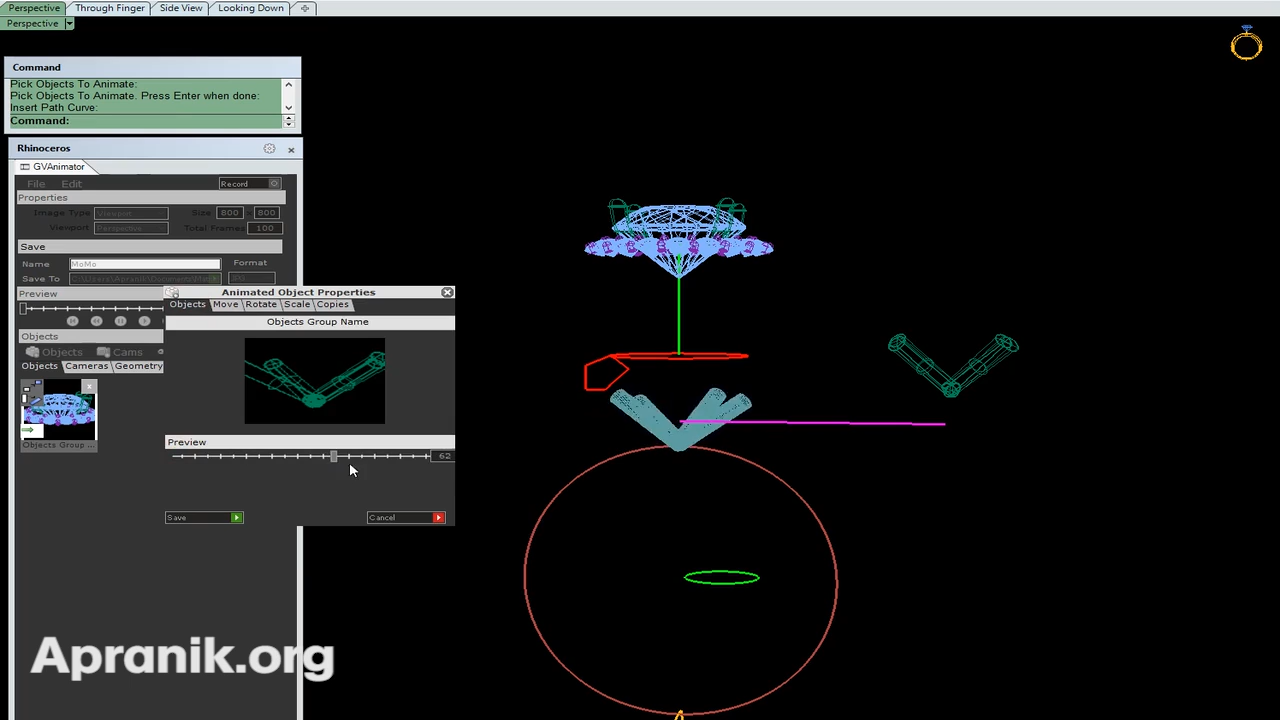 Perspective Through Finger Side View Looking Down
Perspective
Command
Pick Objects To Animate:
Pick Objects To Animate. Press Enter when done:
Insert Path Curve:
Command:
Rhinoceros
GVAnimator
File Edit Record
Properties
Image Type Viewport Size 800 x 800
Viewport Perspective Total Frames 100
Save
Name MoMo Format
Save To
Preview
Animated Object Properties
Objects Move Rotate Scale Copies
Objects Group Name
Objects
Objects Cams
Objects Cameras Geometry
Objects Group ...
Preview
62
Save Cancel
Apranik.org